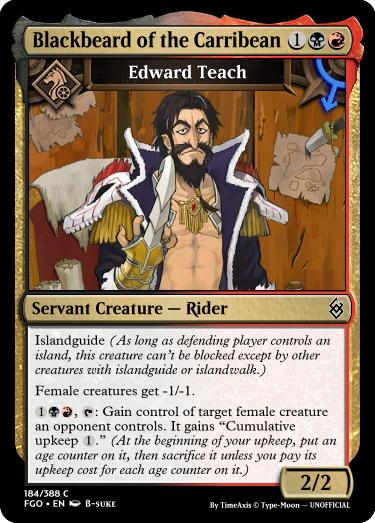 Blackbeard of the Carribean 1
Edward Teach
Servant Creature — Rider
Islandguide (As long as defending player controls an
island, this creature can't be blocked except by other
creatures with islandguide or islandwalk.)
Female creatures get -1/-1.
1, : Gain control of target female creature
an opponent controls. It gains “Cumulative
upkeep 1.” (At the beginning of your upkeep, put an
age counter on it, then sacrifice it unless you pay its
upkeep cost for each age counter on it.)
2/2
184/388 C
FGO • EN B-suke
By TimeAxis © Type-Moon — UNOFFICIAL